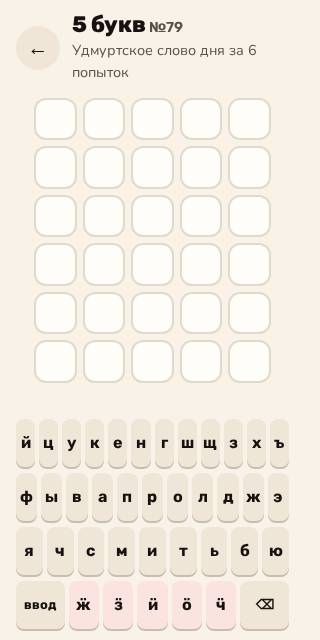 ←
5 букв №79
Удмуртское слово дня за 6
попыток
й ц у к е н г ш щ з х ъ
ф ы в а п р о л д ж э
я ч с м и т ь б ю
ввод ӝ ӟ ӥ ӧ ӵ ⌫